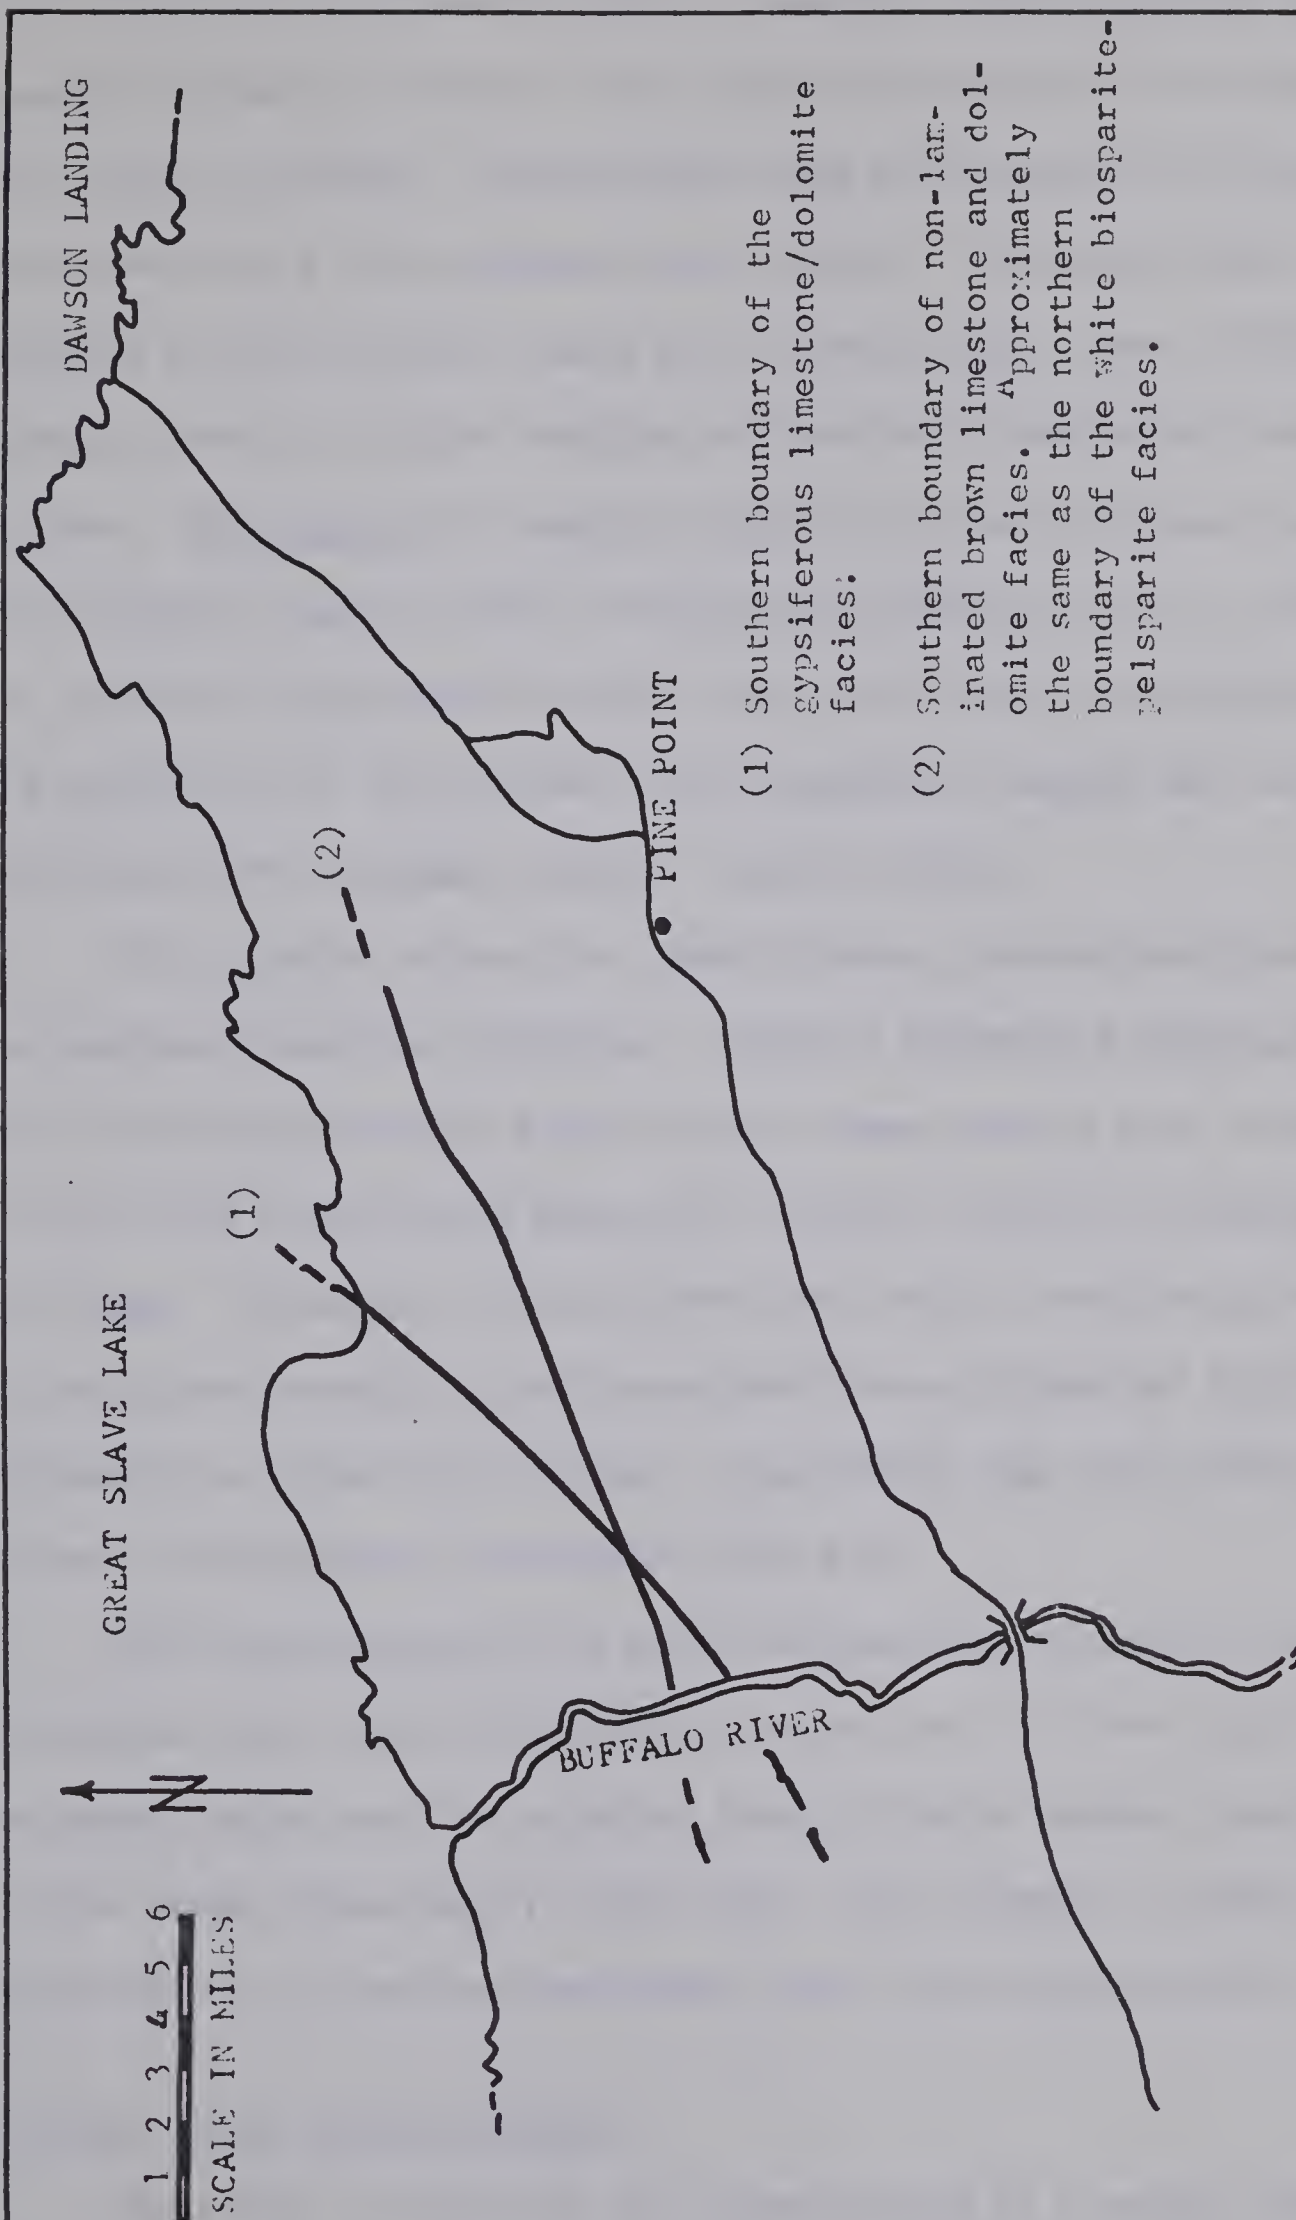 DAWSON LANDING
GREAT SLAVE LAKE
(1)
(2)
PINE POINT
BUFFALO RIVER
N
1 2 3 4 5 6
SCALE IN MILES
(1) Southern boundary of the
gypsiferous limestone/dolomite
facies.
(2) Southern boundary of non-lam-
inated brown limestone and dol-
omite facies. Approximately
the same as the northern
boundary of the white biosparite-
pelsparite facies.